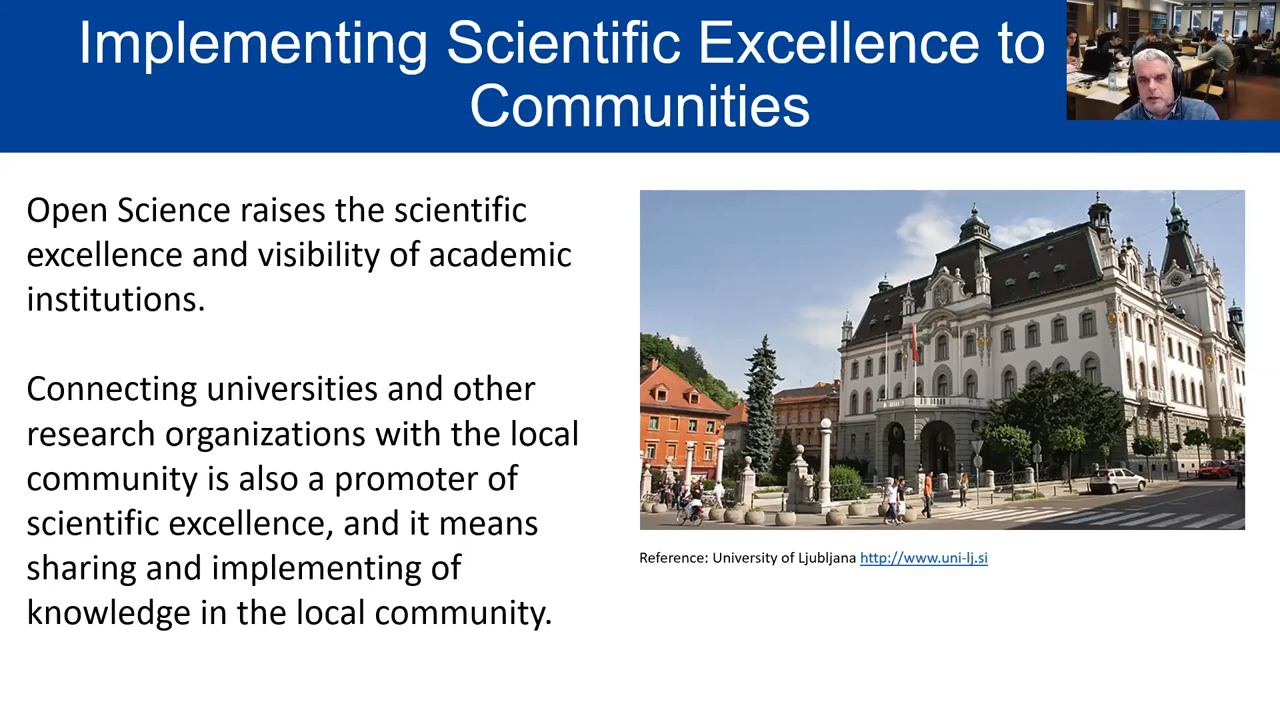 Implementing Scientific Excellence to
Communities
Open Science raises the scientific
excellence and visibility of academic
institutions.
Connecting universities and other
research organizations with the local
community is also a promoter of
scientific excellence, and it means
sharing and implementing of
knowledge in the local community.
Reference: University of Ljubljana http://www.uni-lj.si